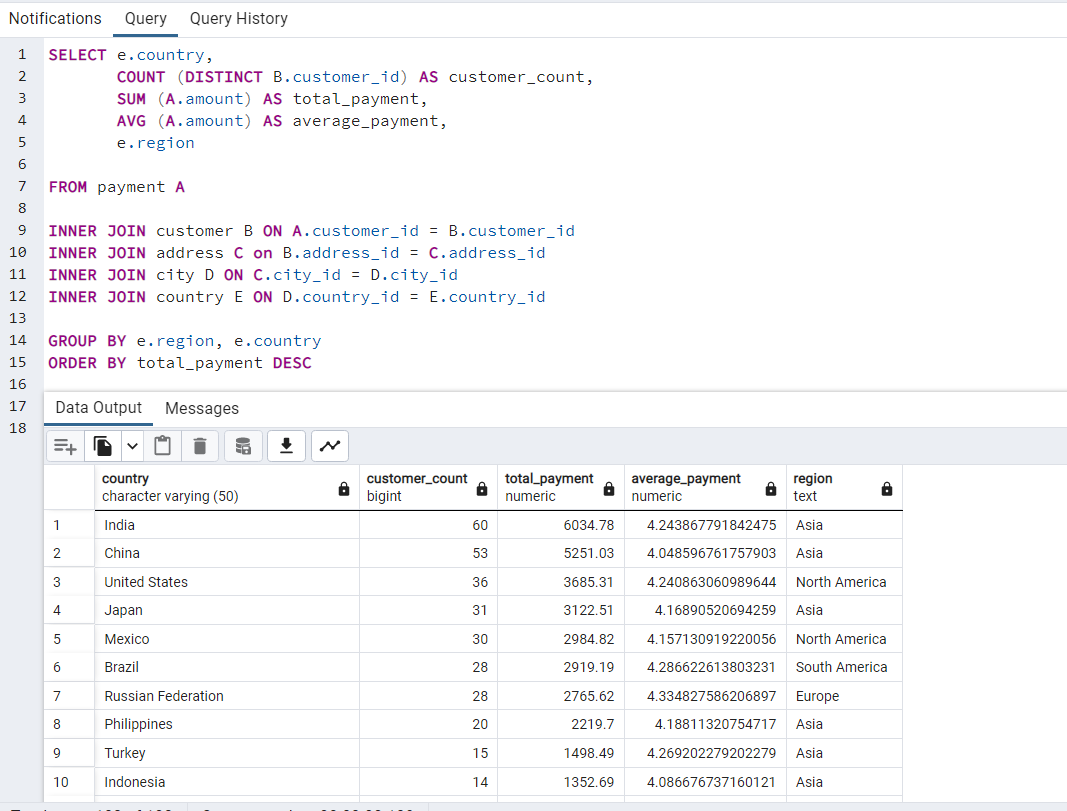 Notifications Query Query History
1 SELECT e.country,
2 COUNT (DISTINCT B.customer_id) AS customer_count,
3 SUM (A.amount) AS total_payment,
4 AVG (A.amount) AS average_payment,
5 e.region
6
7 FROM payment A
8
9 INNER JOIN customer B ON A.customer_id = B.customer_id
10 INNER JOIN address C on B.address_id = C.address_id
11 INNER JOIN city D ON C.city_id = D.city_id
12 INNER JOIN country E ON D.country_id = E.country_id
13
14 GROUP BY e.region, e.country
15 ORDER BY total_payment DESC
16
17
18
Data Output Messages
country customer_count total_payment average_payment region
character varying (50) bigint numeric numeric text
1 India 60 6034.78 4.243867791842475 Asia
2 China 53 5251.03 4.048596761757903 Asia
3 United States 36 3685.31 4.240863060989644 North America
4 Japan 31 3122.51 4.16890520694259 Asia
5 Mexico 30 2984.82 4.157130919220056 North America
6 Brazil 28 2919.19 4.286622613803231 South America
7 Russian Federation 28 2765.62 4.334827586206897 Europe
8 Philippines 20 2219.7 4.18811320754717 Asia
9 Turkey 15 1498.49 4.269202279202279 Asia
10 Indonesia 14 1352.69 4.086676737160121 Asia